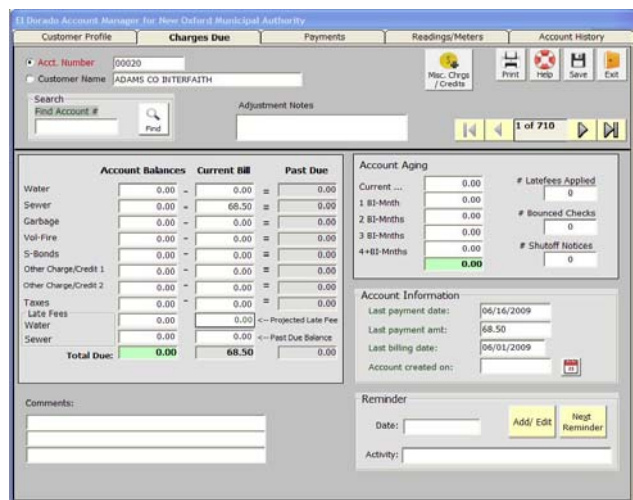 El Dorado Account Manager for New Oxford Municipal Authority
Customer Profile Charges Due Payments Readings/Meters Account History
Acct. Number 00020
Customer Name ADAMS CO INTERFAITH
Misc. Chrgs / Credits Print Help Save Exit
Search
Find Account #
Find
Adjustment Notes
1 of 710
Account Balances Current Bill Past Due
Water 0.00 - 0.00 = 0.00
Sewer 0.00 - 68.50 = 0.00
Garbage 0.00 - 0.00 = 0.00
Vol-Fire 0.00 - 0.00 = 0.00
S-Bonds 0.00 - 0.00 = 0.00
Other Charge/Credit 1 0.00 - 0.00 = 0.00
Other Charge/Credit 2 0.00 - 0.00 = 0.00
Taxes 0.00 - 0.00 = 0.00
Late Fees
Water 0.00 0.00 <-- Projected Late Fee
Sewer 0.00 0.00 <-- Past Due Balance
Total Due: 0.00 68.50 0.00
Account Aging
Current ... 0.00
1 BI-Mnth 0.00
2 BI-Mnths 0.00
3 BI-Mnths 0.00
4+BI-Mnths 0.00
0.00
# Latefees Applied
0
# Bounced Checks
0
# Shutoff Notices
0
Account Information
Last payment date: 06/16/2009
Last payment amt: 68.50
Last billing date: 06/01/2009
Account created on:
Comments:
Reminder
Date: Add/ Edit Next Reminder
Activity: